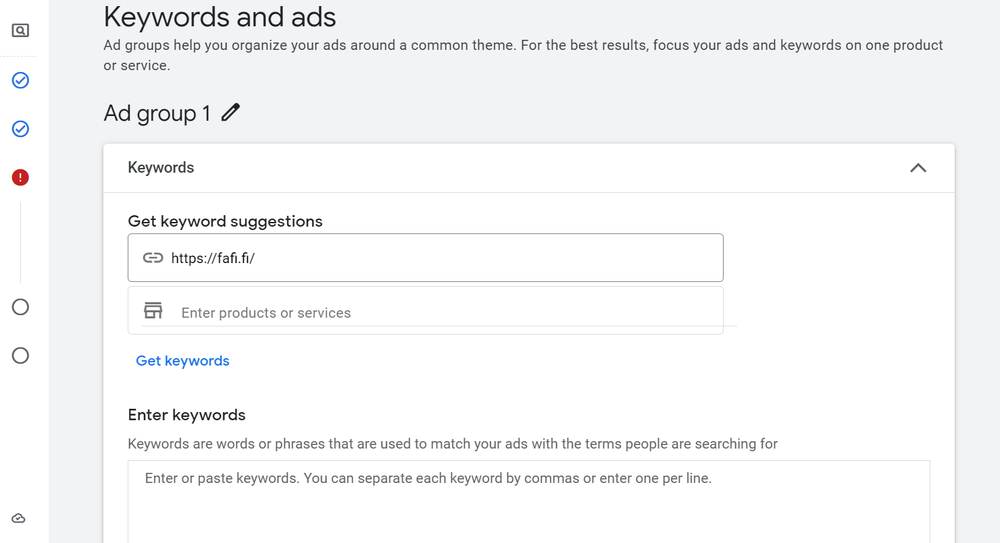 Keywords and ads
Ad groups help you organize your ads around a common theme. For the best results, focus your ads and keywords on one product
or service.
Ad group 1
Keywords
Get keyword suggestions
https://fafi.fi/
Enter products or services
Get keywords
Enter keywords
Keywords are words or phrases that are used to match your ads with the terms people are searching for
Enter or paste keywords. You can separate each keyword by commas or enter one per line.